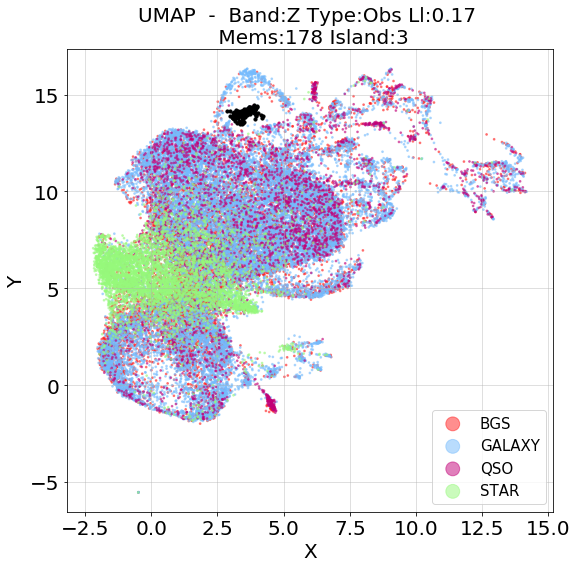 UMAP  -  Band:Z Type:Obs Ll:0.17
Mems:178 Island:3
15
10
5
0
−5
Y
−2.5 0.0 2.5 5.0 7.5 10.0 12.5 15.0
X
BGS
GALAXY
QSO
STAR